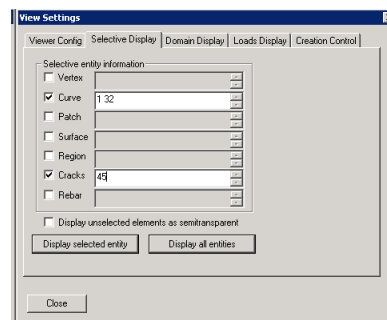 View Settings
Viewer Config Selective Display Domain Display Loads Display Creation Control
Selective entity information
Vertex
Curve 1 32
Patch
Surface
Region
Cracks 45
Rebar
Display unselected elements as semitransparent
Display selected entity Display all entities
Close